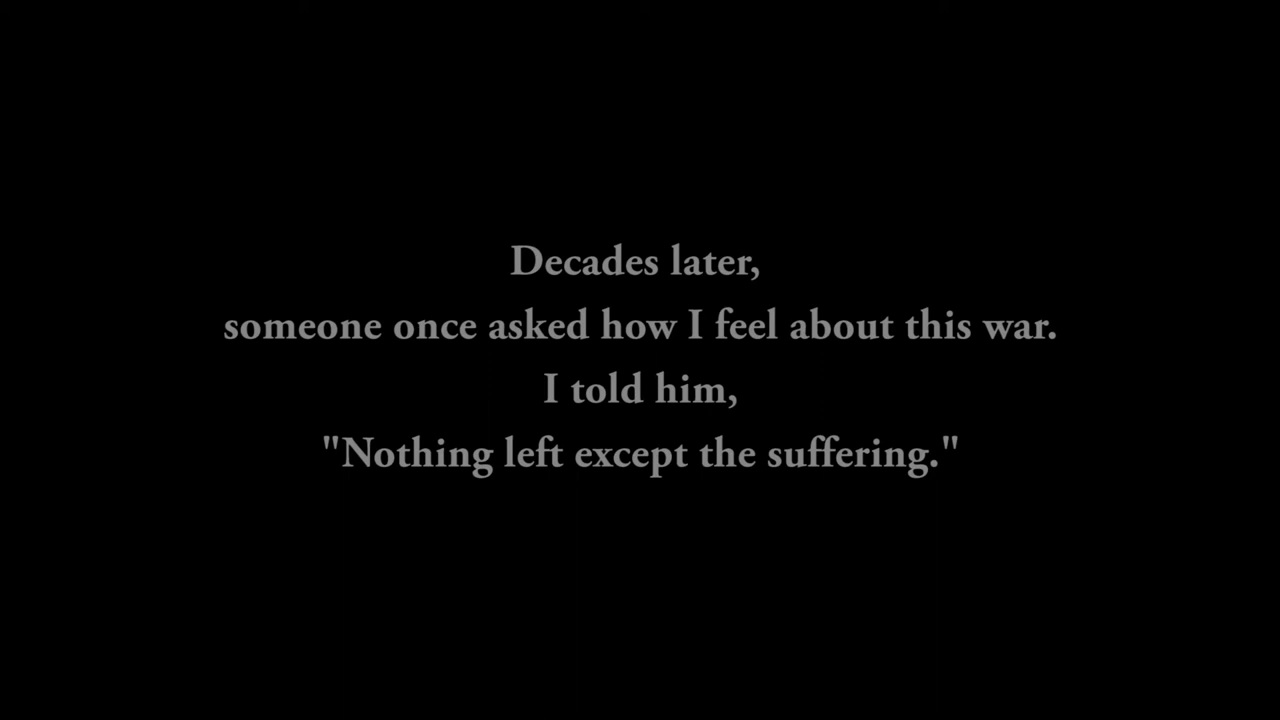 Decades later,
someone once asked how I feel about this war.
I told him,
"Nothing left except the suffering."